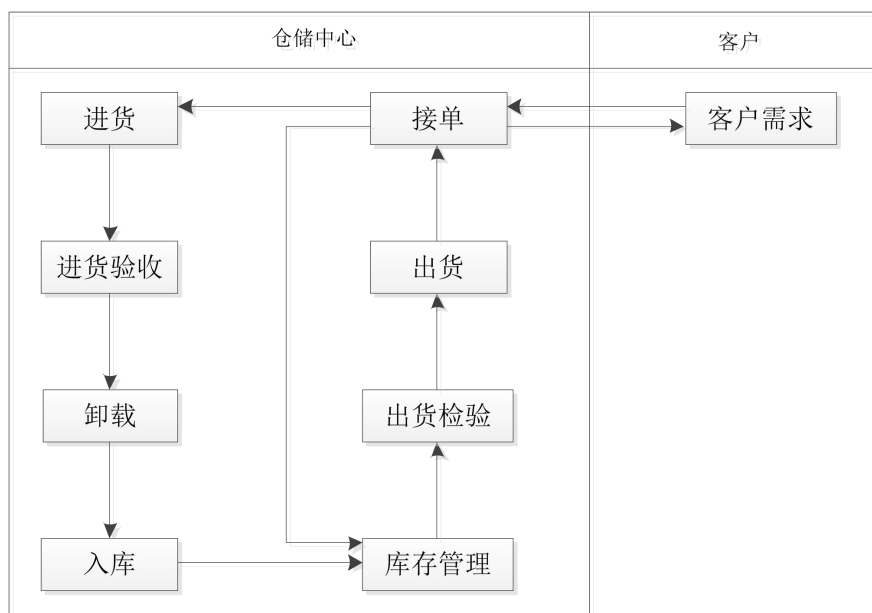 仓储中心
客户
进货
接单
客户需求
进货验收
出货
卸载
出货检验
入库
库存管理